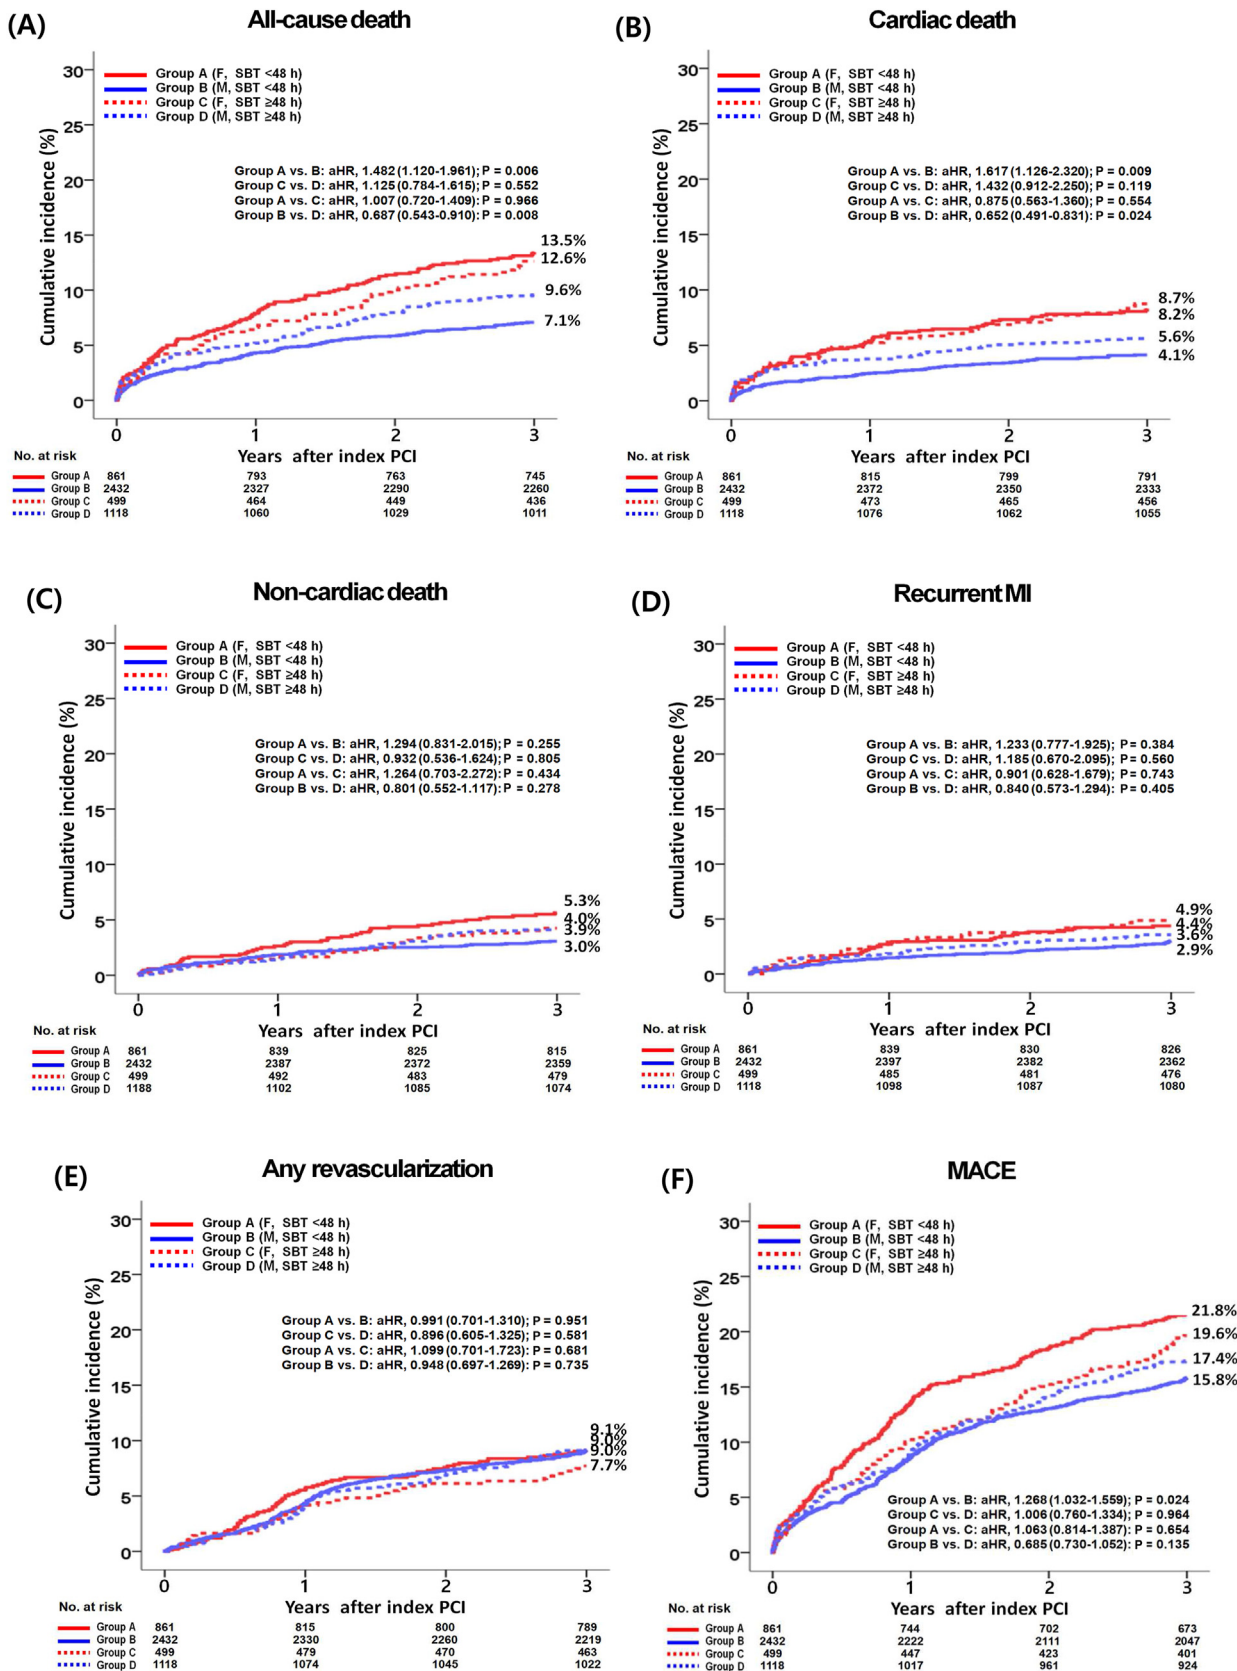 (A)
All-cause death
Cumulative incidence (%)
30
25
20
15
10
5
0
Group A (F, SBT <48 h)
Group B (M, SBT <48 h)
Group C (F, SBT ≥48 h)
Group D (M, SBT ≥48 h)
Group A vs. B: aHR, 1.482 (1.120-1.961); P = 0.006
Group C vs. D: aHR, 1.125 (0.784-1.615): P = 0.552
Group A vs. C: aHR, 1.007 (0.720-1.409): P = 0.966
Group B vs. D: aHR, 0.687 (0.543-0.910): P = 0.008
13.5%
12.6%
9.6%
7.1%
0 1 2 3
Years after index PCI
No. at risk
Group A 861 793 763 745
Group B 2432 2327 2290 2260
Group C 499 464 449 436
Group D 1118 1060 1029 1011
(B)
Cardiac death
Cumulative incidence (%)
30
25
20
15
10
5
0
Group A (F, SBT <48 h)
Group B (M, SBT <48 h)
Group C (F, SBT ≥48 h)
Group D (M, SBT ≥48 h)
Group A vs. B: aHR, 1.617 (1.126-2.320); P = 0.009
Group C vs. D: aHR, 1.432 (0.912-2.250): P = 0.119
Group A vs. C: aHR, 0.875 (0.563-1.360): P = 0.554
Group B vs. D: aHR, 0.652 (0.491-0.831): P = 0.024
8.7%
8.2%
5.6%
4.1%
0 1 2 3
Years after index PCI
No. at risk
Group A 861 815 799 791
Group B 2432 2372 2350 2333
Group C 499 473 465 456
Group D 1118 1076 1062 1055
(C)
Non-cardiac death
Cumulative incidence (%)
30
25
20
15
10
5
0
Group A (F, SBT <48 h)
Group B (M, SBT <48 h)
Group C (F, SBT ≥48 h)
Group D (M, SBT ≥48 h)
Group A vs. B: aHR, 1.294 (0.831-2.015); P = 0.255
Group C vs. D: aHR, 0.932 (0.536-1.624): P = 0.805
Group A vs. C: aHR, 1.264 (0.703-2.272): P = 0.434
Group B vs. D: aHR, 0.801 (0.552-1.117): P = 0.278
5.3%
4.0%
3.9%
3.0%
0 1 2 3
Years after index PCI
No. at risk
Group A 861 839 825 815
Group B 2432 2387 2372 2359
Group C 499 492 483 479
Group D 1188 1102 1085 1074
(D)
Recurrent MI
Cumulative incidence (%)
30
25
20
15
10
5
0
Group A (F, SBT <48 h)
Group B (M, SBT <48 h)
Group C (F, SBT ≥48 h)
Group D (M, SBT ≥48 h)
Group A vs. B: aHR, 1.233 (0.777-1.925); P = 0.384
Group C vs. D: aHR, 1.185 (0.670-2.095): P = 0.560
Group A vs. C: aHR, 0.901 (0.628-1.679): P = 0.743
Group B vs. D: aHR, 0.840 (0.573-1.294): P = 0.405
4.9%
4.4%
3.6%
2.9%
0 1 2 3
Years after index PCI
No. at risk
Group A 861 839 830 826
Group B 2432 2397 2382 2362
Group C 499 485 481 476
Group D 1118 1098 1087 1080
(E)
Any revascularization
Cumulative incidence (%)
30
25
20
15
10
5
0
Group A (F, SBT <48 h)
Group B (M, SBT <48 h)
Group C (F, SBT ≥48 h)
Group D (M, SBT ≥48 h)
Group A vs. B: aHR, 0.991 (0.701-1.310); P = 0.951
Group C vs. D: aHR, 0.896 (0.605-1.325): P = 0.581
Group A vs. C: aHR, 1.099 (0.701-1.723): P = 0.681
Group B vs. D: aHR, 0.948 (0.697-1.269): P = 0.735
9.1%
9.0%
9.0%
7.7%
0 1 2 3
Years after index PCI
No. at risk
Group A 861 815 800 789
Group B 2432 2330 2260 2219
Group C 499 479 470 463
Group D 1118 1074 1045 1022
(F)
MACE
Cumulative incidence (%)
30
25
20
15
10
5
0
Group A (F, SBT <48 h)
Group B (M, SBT <48 h)
Group C (F, SBT ≥48 h)
Group D (M, SBT ≥48 h)
21.8%
19.6%
17.4%
15.8%
Group A vs. B: aHR, 1.268 (1.032-1.559); P = 0.024
Group C vs. D: aHR, 1.006 (0.760-1.334): P = 0.964
Group A vs. C: aHR, 1.063 (0.814-1.387): P = 0.654
Group B vs. D: aHR, 0.685 (0.730-1.052): P = 0.135
0 1 2 3
Years after index PCI
No. at risk
Group A 861 744 702 673
Group B 2432 2222 2111 2047
Group C 499 447 423 401
Group D 1118 1017 961 924